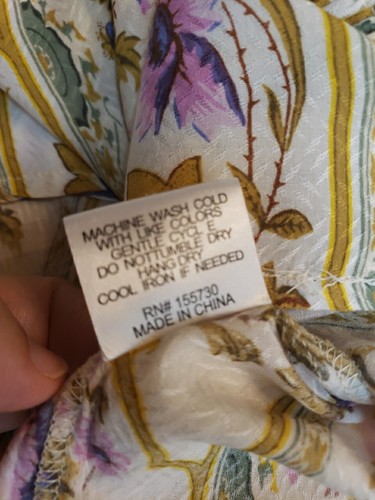 MACHINE WASH COLD
WITH LIKE COLORS
GENTLE CYCL E
DO NOTTUMBLE DRY
HANG DRY
COOL IRON IF NEEDED
RN# 155730
MADE IN CHINA